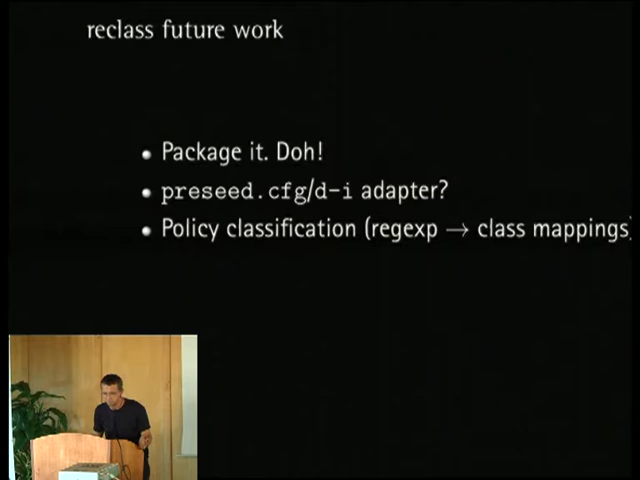 reclass future work
Package it. Doh!
preseed.cfg/d-i adapter?
Policy classification (regexp → class mappings)